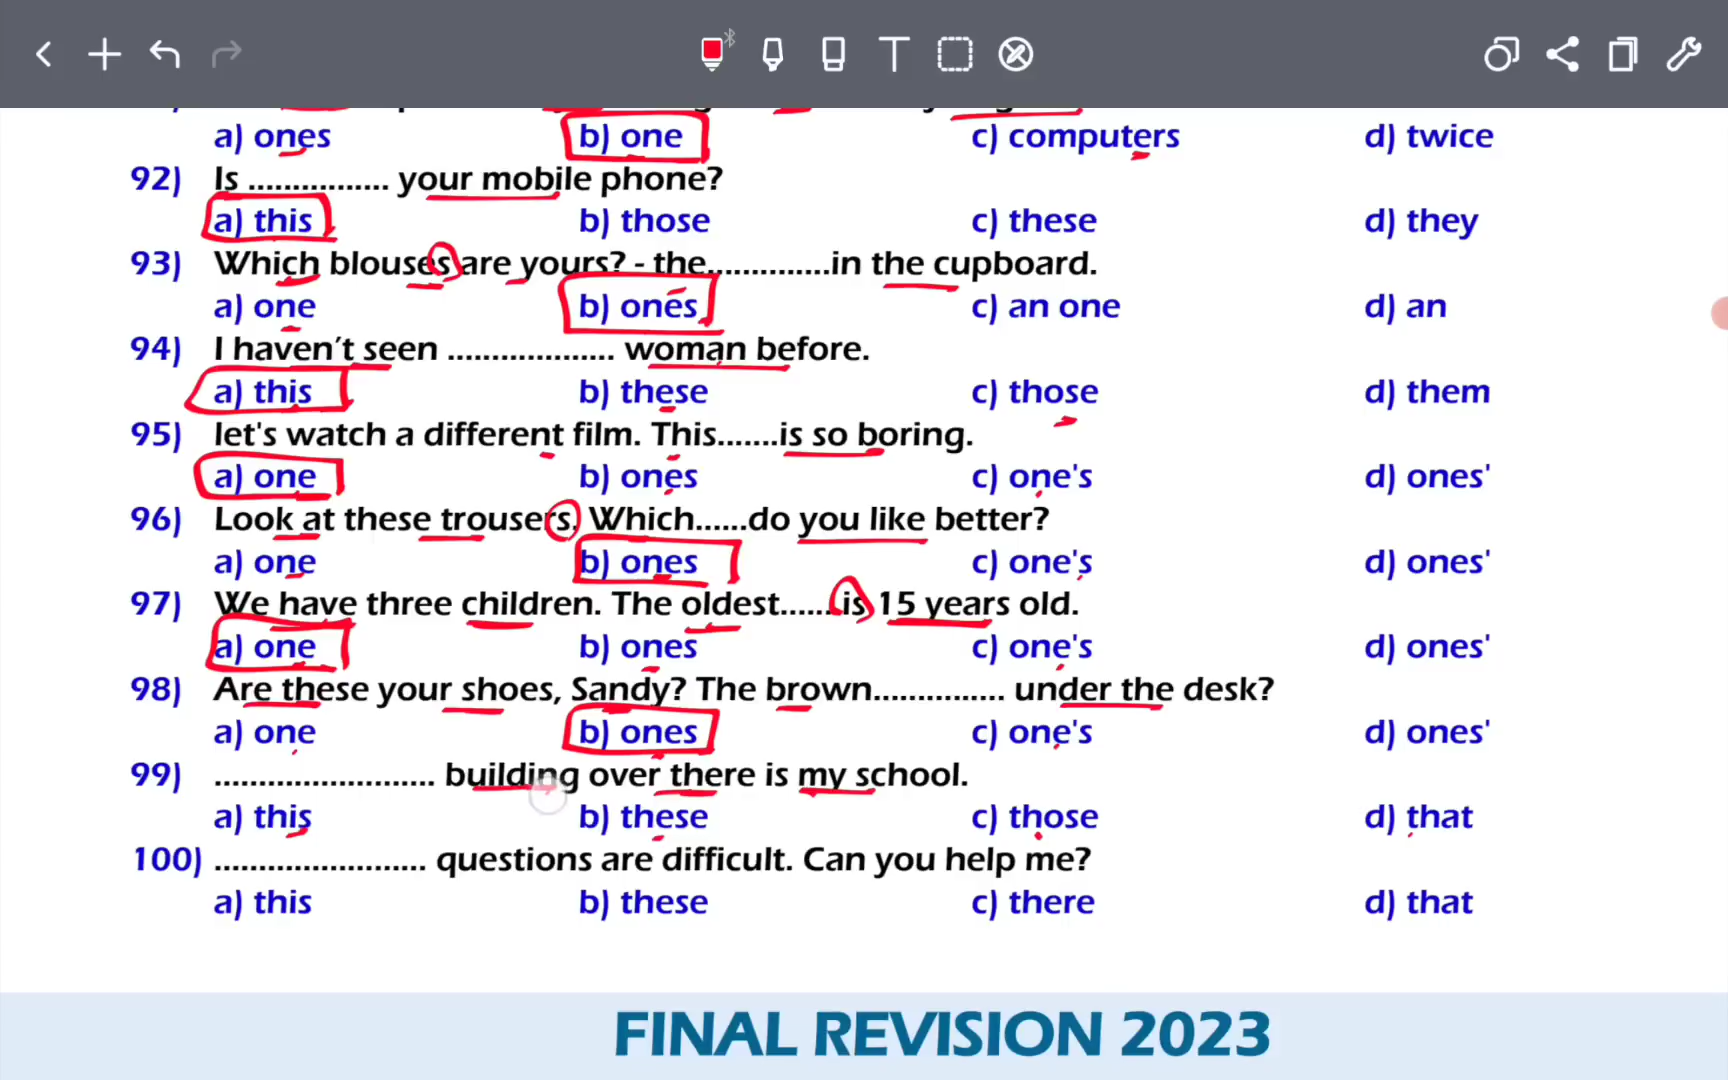 a) ones b) one c) computers d) twice
92) Is ................ your mobile phone?
a) this b) those c) these d) they
93) Which blouses are yours? - the..............in the cupboard.
a) one b) ones c) an one d) an
94) I haven't seen ................... woman before.
a) this b) these c) those d) them
95) let's watch a different film. This.......is so boring.
a) one b) ones c) one's d) ones'
96) Look at these trousers. Which......do you like better?
a) one b) ones c) one's d) ones'
97) We have three children. The oldest......is 15 years old.
a) one b) ones c) one's d) ones'
98) Are these your shoes, Sandy? The brown............... under the desk?
a) one b) ones c) one's d) ones'
99) ......................... building over there is my school.
a) this b) these c) those d) that
100) ........................ questions are difficult. Can you help me?
a) this b) these c) there d) that
FINAL REVISION 2023